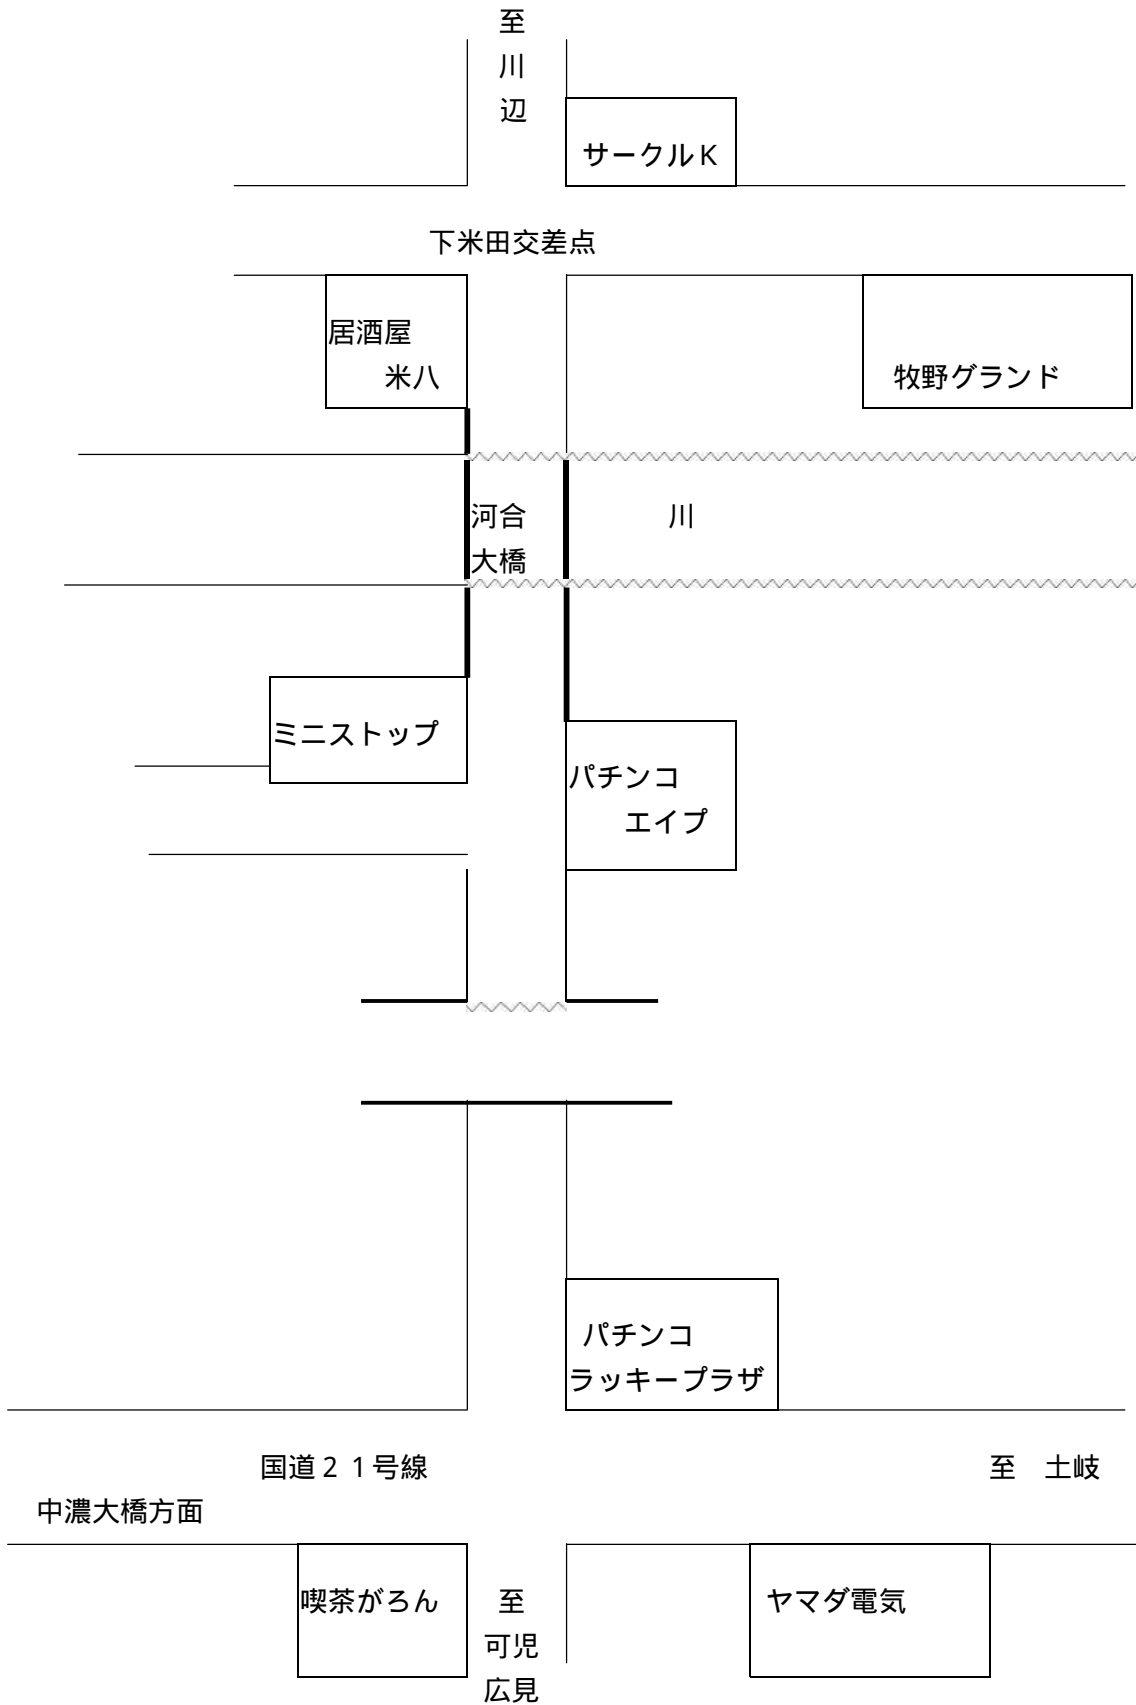 至
川
辺
サークルK
下米田交差点
居酒屋
米八
牧野グランド
河合
大橋
川
ミニストップ
パチンコ
エイプ
パチンコ
ラッキープラザ
国道２１号線
至　土岐
中濃大橋方面
喫茶がろん
至
可児
広見
ヤマダ電気